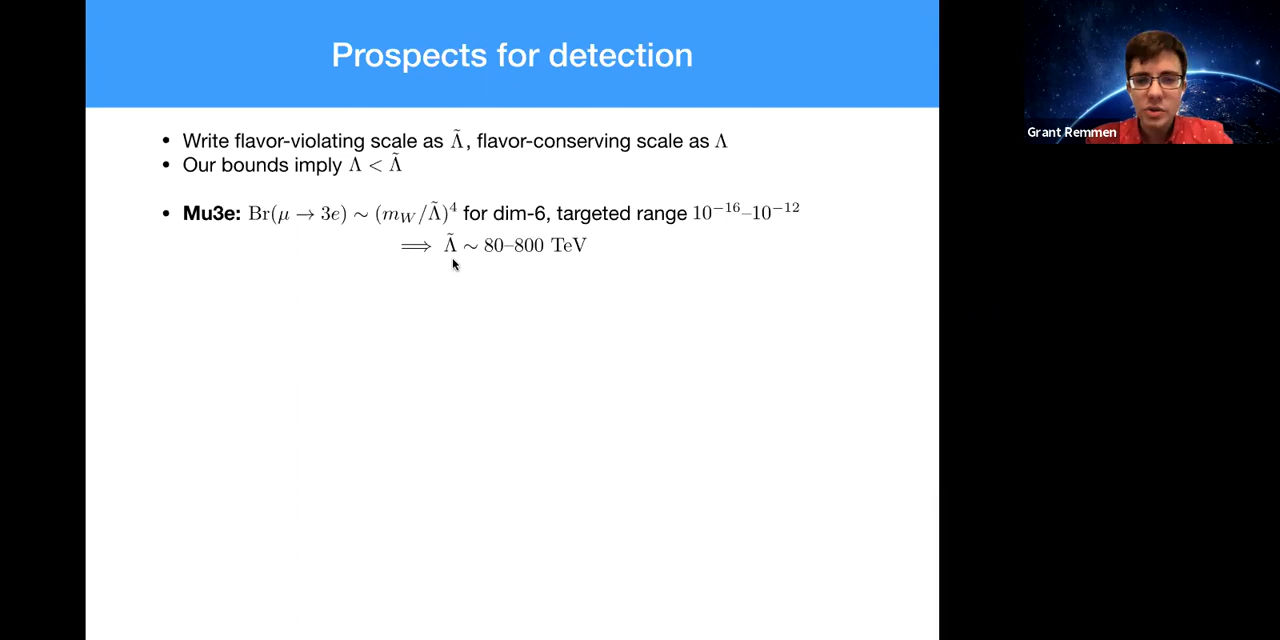 Prospects for detection
• Write flavor-violating scale as Λ̃, flavor-conserving scale as Λ
• Our bounds imply Λ < Λ̃
• Mu3e: Br(μ → 3e) ∼ (m_W/Λ̃)⁴ for dim-6, targeted range 10⁻¹⁶–10⁻¹²
⟹ Λ̃ ∼ 80–800 TeV
Grant Remmen